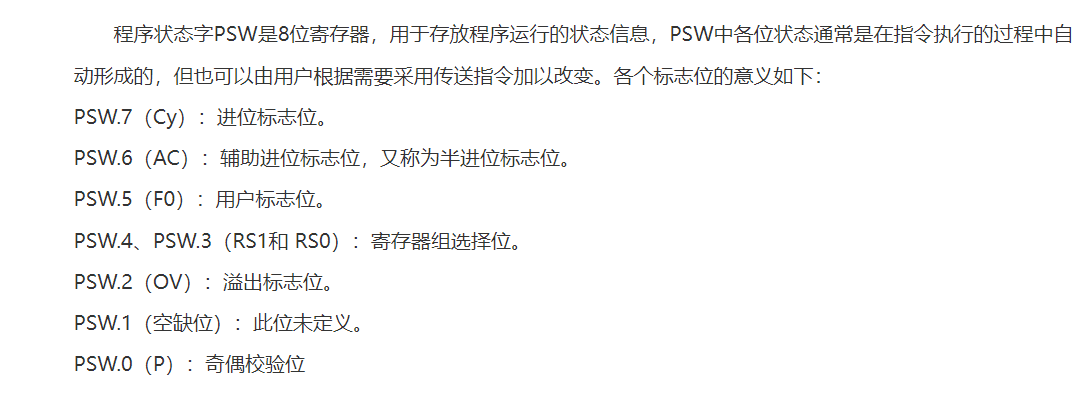 程序状态字PSW是8位寄存器，用于存放程序运行的状态信息，PSW中各位状态通常是在指令执行的过程中自
动形成的，但也可以由用户根据需要采用传送指令加以改变。各个标志位的意义如下：
PSW.7（Cy）：进位标志位。
PSW.6（AC）：辅助进位标志位，又称为半进位标志位。
PSW.5（F0）：用户标志位。
PSW.4、PSW.3（RS1和 RS0）：寄存器组选择位。
PSW.2（OV）：溢出标志位。
PSW.1（空缺位）：此位未定义。
PSW.0（P）：奇偶校验位